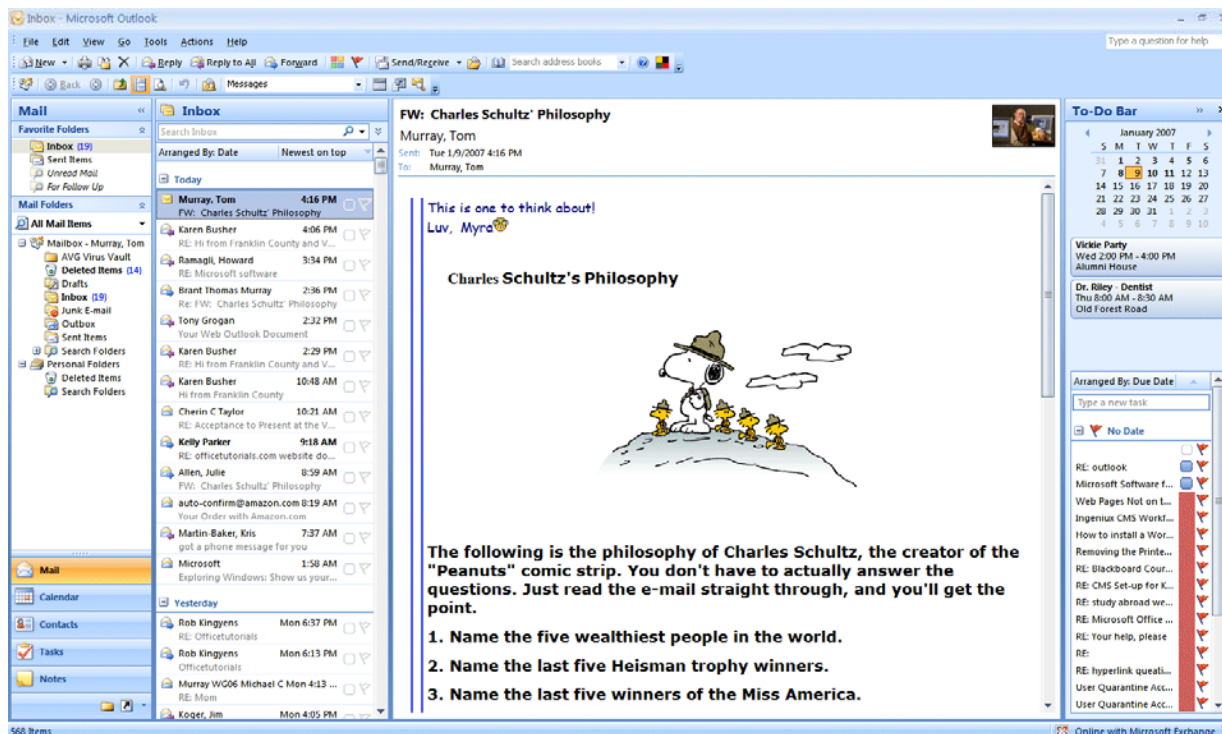 Inbox - Microsoft Outlook
File Edit View Go Tools Actions Help
Type a question for help
New Reply Reply to All Forward Send/Receive Search address books
Back Messages
Mail
Favorite Folders
Inbox (19)
Sent Items
Unread Mail
For Follow Up
Mail Folders
All Mail Items
Mailbox - Murray, Tom
AVG Virus Vault
Deleted Items (14)
Drafts
Inbox (19)
Junk E-mail
Outbox
Sent Items
Search Folders
Personal Folders
Deleted Items
Search Folders
Mail
Calendar
Contacts
Tasks
Notes
Inbox
Search Inbox
Arranged By: Date Newest on top
Today
Murray, Tom 4:16 PM
FW: Charles Schultz' Philosophy
Karen Busher 4:06 PM
RE: Hi from Franklin County and V...
Ramagli, Howard 3:34 PM
RE: Microsoft software
Brant Thomas Murray 2:36 PM
Re: FW: Charles Schultz' Philosophy
Tony Grogan 2:32 PM
Your Web Outlook Document
Karen Busher 2:29 PM
RE: Hi from Franklin County and V...
Karen Busher 10:48 AM
Hi from Franklin County
Cherin C Taylor 10:21 AM
RE: Acceptance to Present at the V...
Kelly Parker 9:18 AM
RE: officetutorials.com website do...
Allen, Julie 8:59 AM
FW: Charles Schultz' Philosophy
auto-confirm@amazon.com 8:19 AM
Your Order with Amazon.com
Martin-Baker, Kris 7:37 AM
got a phone message for you
Microsoft 1:58 AM
Exploring Windows: Show us your...
Yesterday
Rob Kingyens Mon 6:37 PM
RE: Officetutorials
Rob Kingyens Mon 6:13 PM
Officetutorials
Murray WG06 Michael C Mon 4:13 ...
RE: Mom
Koger, Jim Mon 4:05 PM
FW: Charles Schultz' Philosophy
Murray, Tom
Sent: Tue 1/9/2007 4:16 PM
To: Murray, Tom
This is one to think about!
Luv, Myra
Charles Schultz's Philosophy
The following is the philosophy of Charles Schultz, the creator of the
"Peanuts" comic strip. You don't have to actually answer the
questions. Just read the e-mail straight through, and you'll get the
point.
1. Name the five wealthiest people in the world.
2. Name the last five Heisman trophy winners.
3. Name the last five winners of the Miss America.
To-Do Bar
January 2007
S M T W T F S
31 1 2 3 4 5 6
7 8 9 10 11 12 13
14 15 16 17 18 19 20
21 22 23 24 25 26 27
28 29 30 31 1 2 3
4 5 6 7 8 9 10
Vickie Party
Wed 2:00 PM - 4:00 PM
Alumni House
Dr. Riley - Dentist
Thu 8:00 AM - 8:30 AM
Old Forest Road
Arranged By: Due Date
Type a new task
No Date
RE: outlook
Microsoft Software f...
Web Pages Not on t...
Ingeniux CMS Workf...
How to install a Wor...
Removing the Printe...
RE: Blackboard Cour...
RE: CMS Set-up for K...
RE: study abroad we...
RE: Microsoft Office ...
RE: Your help, please
RE:
RE: hyperlink queati...
User Quarantine Acc...
User Quarantine Acc...
568 Items
Online with Microsoft Exchange